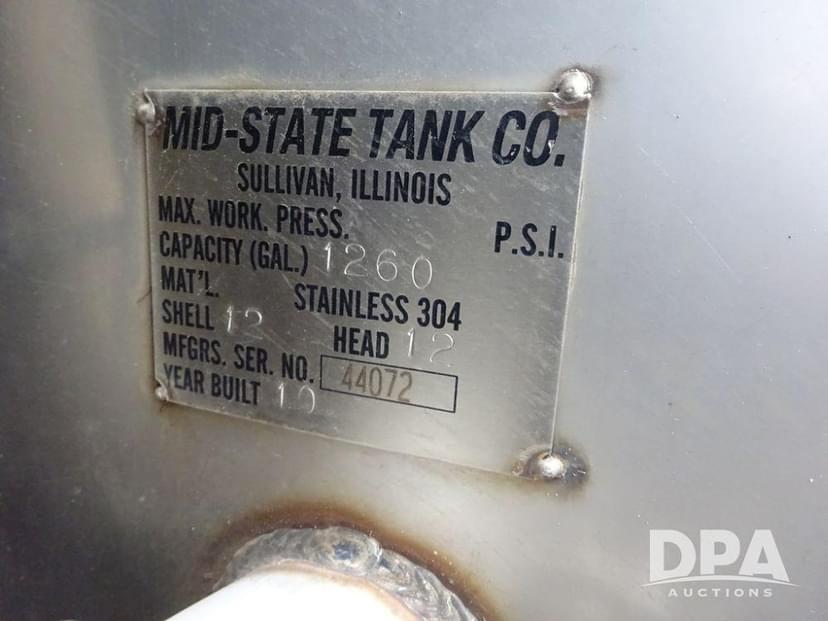 MID-STATE TANK CO.
SULLIVAN, ILLINOIS
MAX. WORK. PRESS. P.S.I.
CAPACITY (GAL.) 1260
MAT'L. STAINLESS 304
SHELL 12 HEAD 12
MFGRS. SER. NO. 44072
YEAR BUILT 10
DPA
AUCTIONS